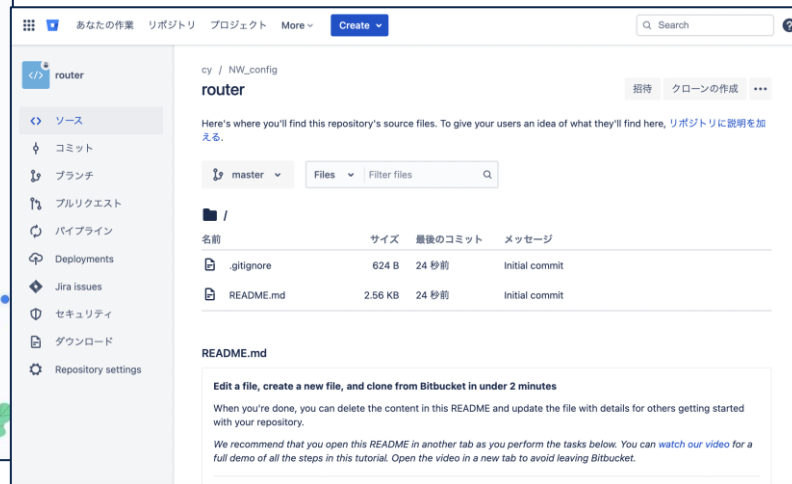 あなたの作業 リポジトリ プロジェクト More Create Search
router
cy / NW_config
router
招待 クローンの作成
Here's where you'll find this repository's source files. To give your users an idea of what they'll find here, リポジトリに説明を加
える.
ソース
コミット
ブランチ
プルリクエスト
パイプライン
Deployments
Jira issues
セキュリティ
ダウンロード
Repository settings
master Files Filter files
/
名前 サイズ 最後のコミット メッセージ
.gitignore 624 B 24 秒前 Initial commit
README.md 2.56 KB 24 秒前 Initial commit
README.md
Edit a file, create a new file, and clone from Bitbucket in under 2 minutes
When you're done, you can delete the content in this README and update the file with details for others getting started
with your repository.
We recommend that you open this README in another tab as you perform the tasks below. You can watch our video for a
full demo of all the steps in this tutorial. Open the video in a new tab to avoid leaving Bitbucket.